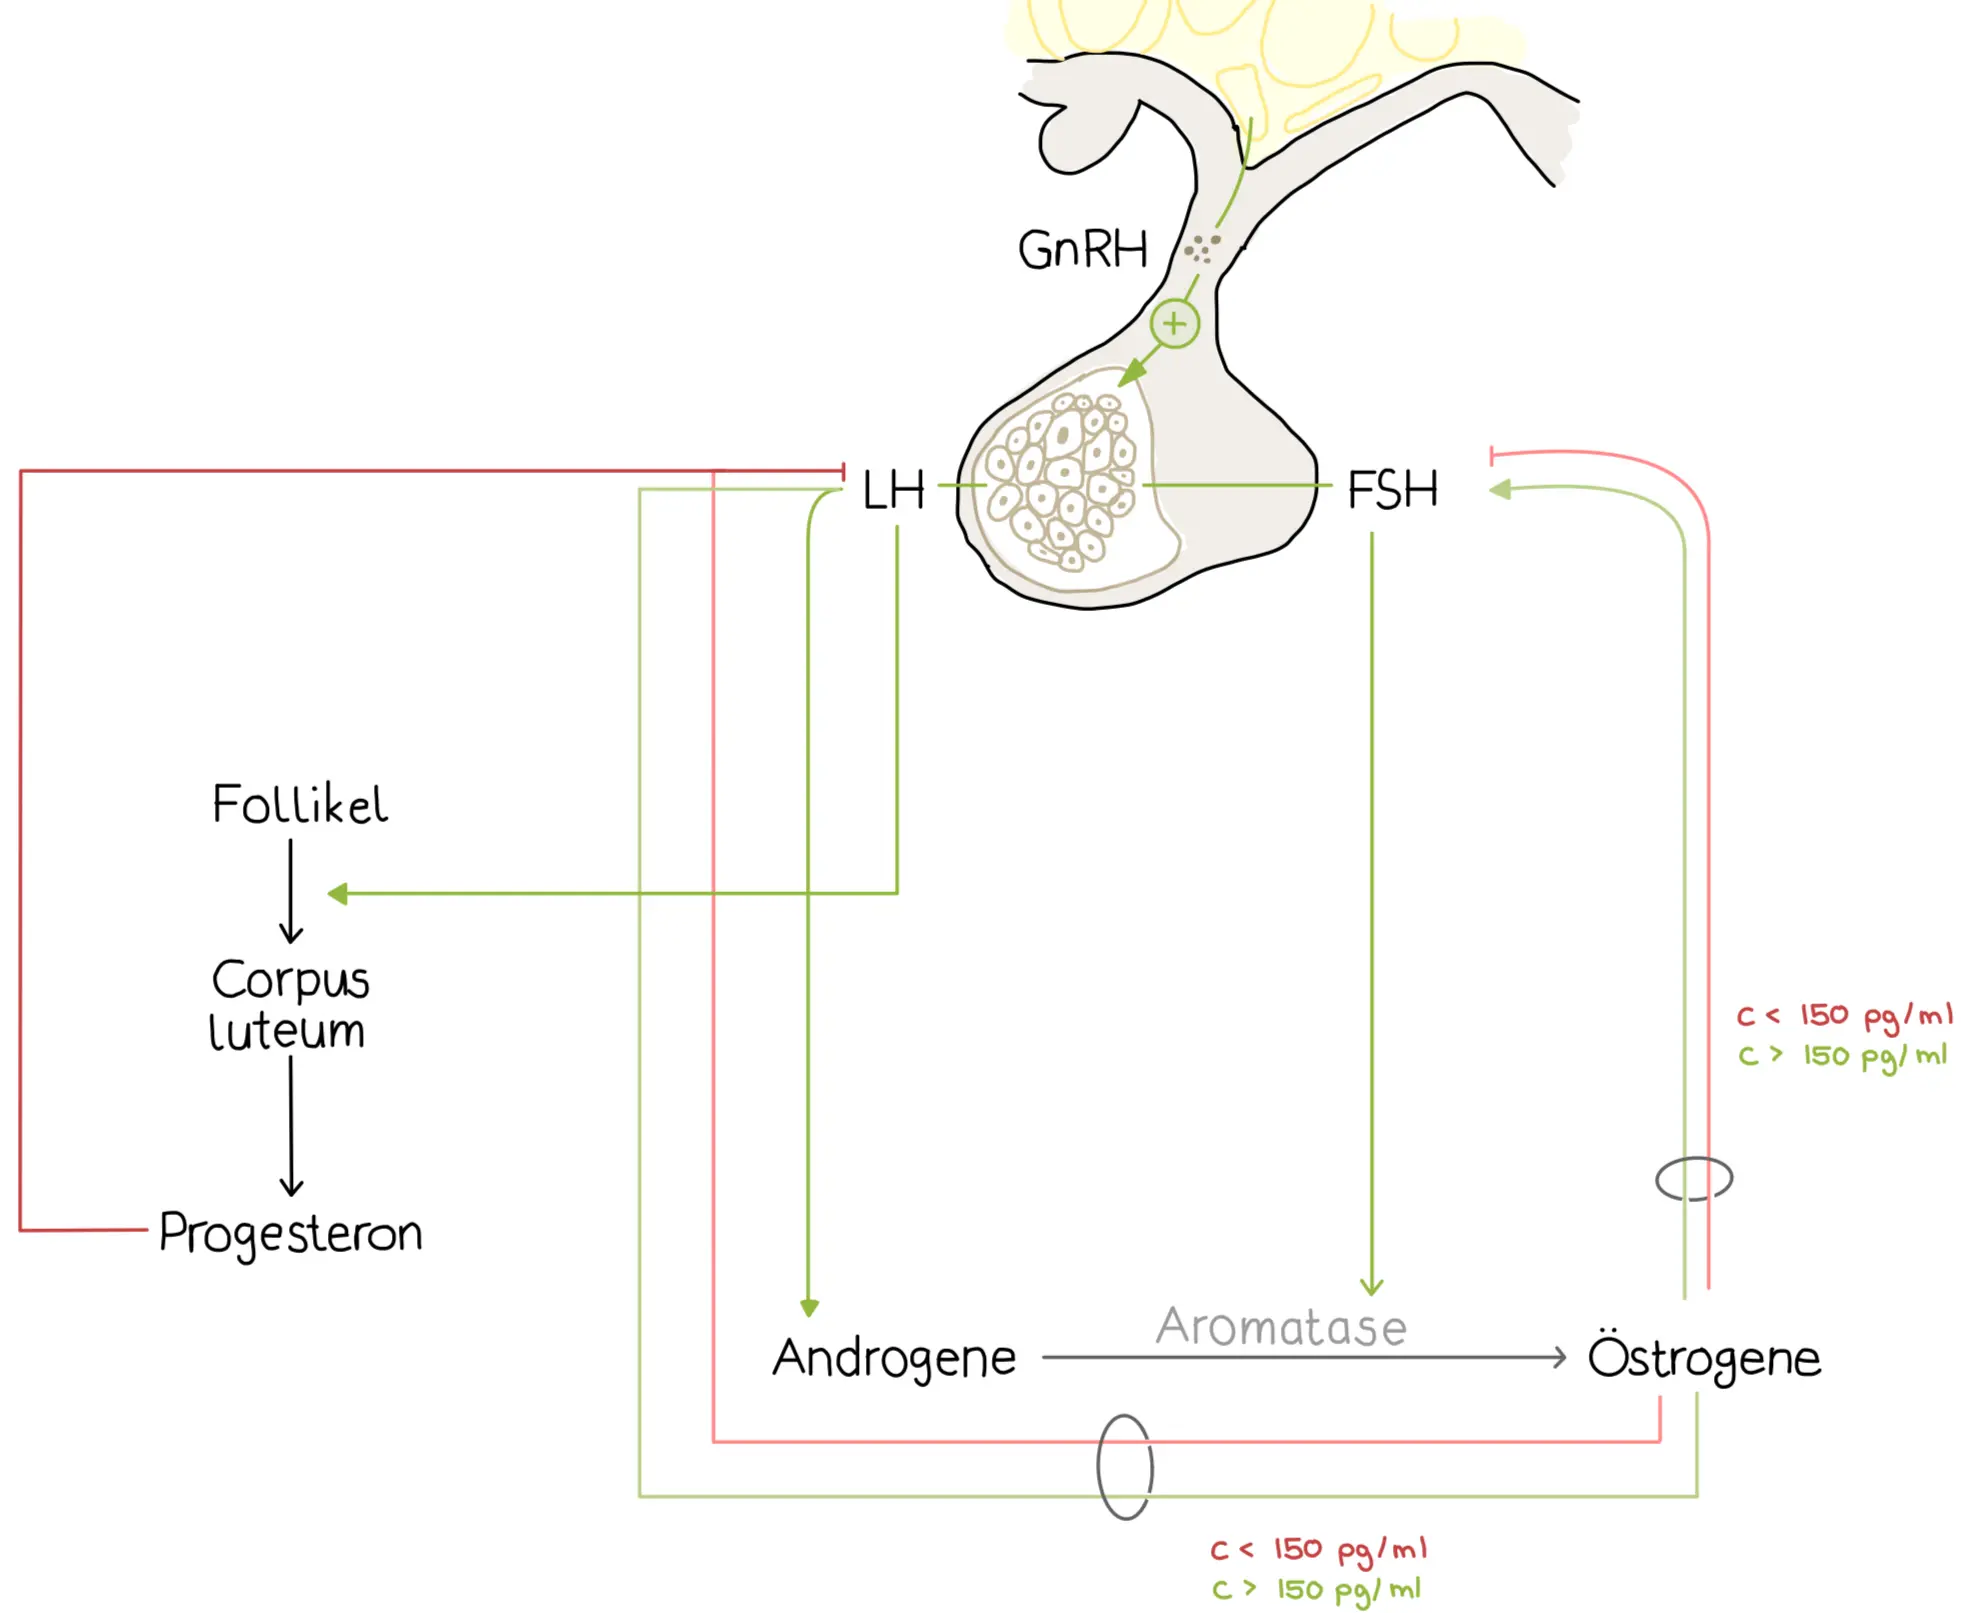 GnRH
LH
FSH
Follikel
Corpus
luteum
c < 150 pg/ml
c > 150 pg/ml
Progesteron
Aromatase
Androgene
Östrogene
c < 150 pg/ml
c > 150 pg/ml